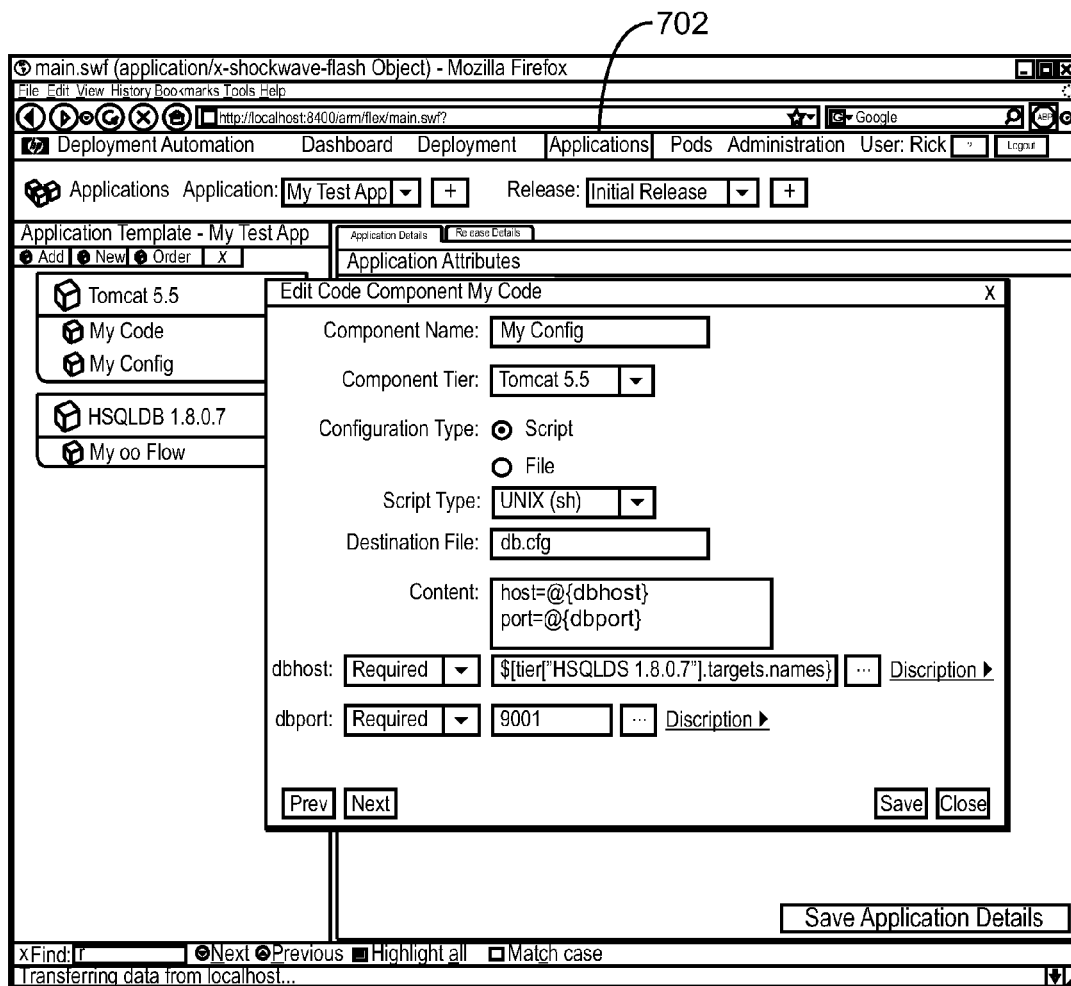 702
main.swf (application/x-shockwave-flash Object) - Mozilla Firefox
File Edit View History Bookmarks Tools Help
http://localhost:8400/arm/flex/main.swf? Google ABP
hp Deployment Automation Dashboard Deployment Applications Pods Administration User: Rick ? Logout
Applications Application: My Test App + Release: Initial Release +
Application Template - My Test App Application Details Release Details
Add New Order X Application Attributes
Tomcat 5.5
My Code
My Config
HSQLDB 1.8.0.7
My oo Flow
Edit Code Component My Code X
Component Name: My Config
Component Tier: Tomcat 5.5
Configuration Type: Script
File
Script Type: UNIX (sh)
Destination File: db.cfg
Content: host=@{dbhost}
port=@{dbport}
dbhost: Required $[tier["HSQLDS 1.8.0.7"].targets.names} ... Discription
dbport: Required 9001 ... Discription
Prev Next Save Close
Save Application Details
x Find: r Next Previous Highlight all Match case
Transferring data from localhost...